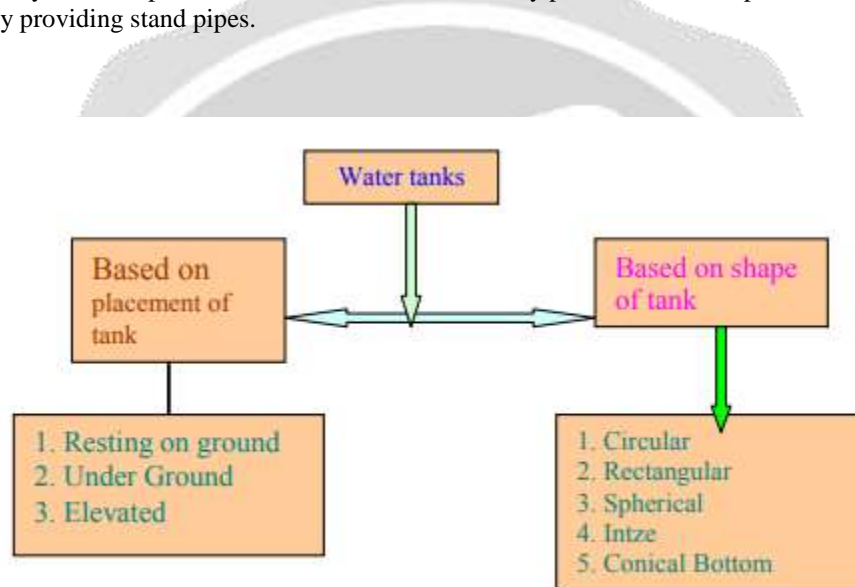 y providing stand pipes.
Water tanks
Based on
placement of
tank
Based on shape
of tank
1. Resting on ground
2. Under Ground
3. Elevated
1. Circular
2. Rectangular
3. Spherical
4. Intze
5. Conical Bottom